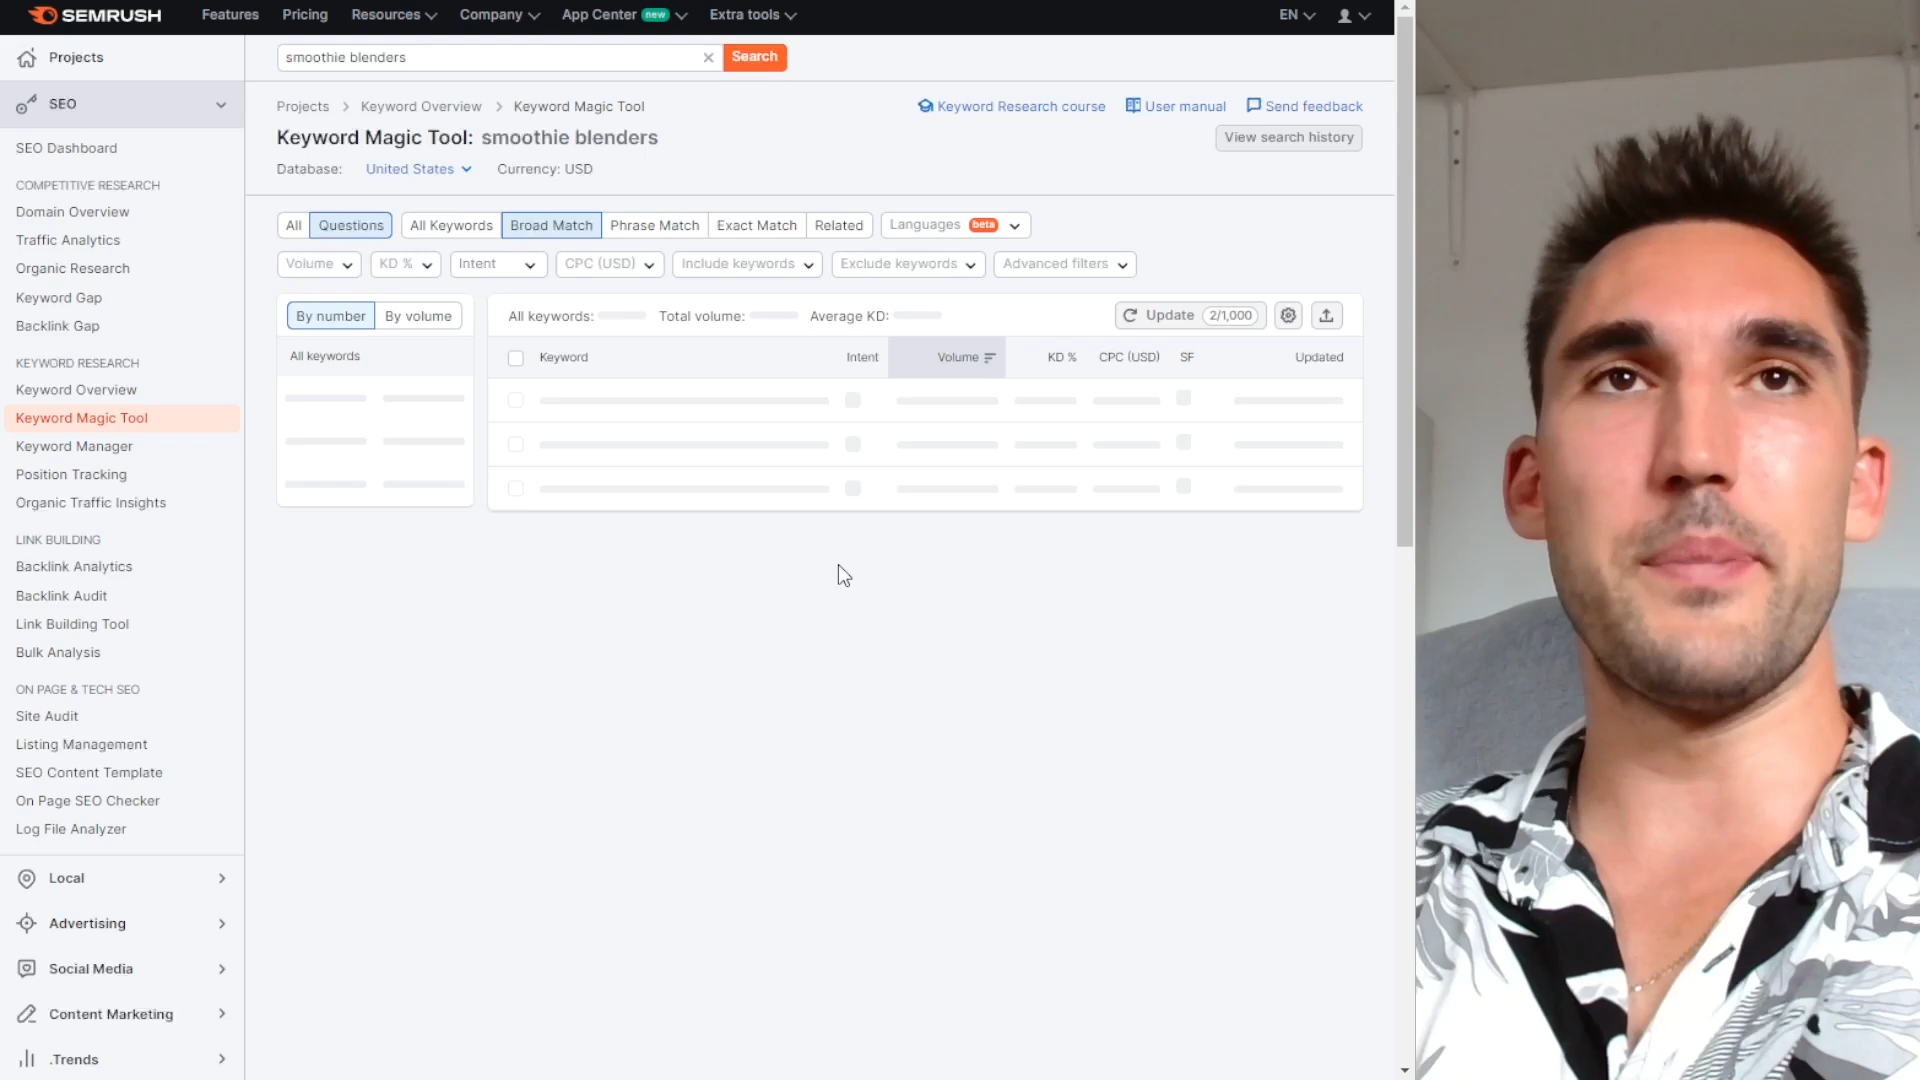 SEMRUSH
Features
Pricing
Resources
Company
App Center new
Extra tools
EN
Projects
SEO
SEO Dashboard
COMPETITIVE RESEARCH
Domain Overview
Traffic Analytics
Organic Research
Keyword Gap
Backlink Gap
KEYWORD RESEARCH
Keyword Overview
Keyword Magic Tool
Keyword Manager
Position Tracking
Organic Traffic Insights
LINK BUILDING
Backlink Analytics
Backlink Audit
Link Building Tool
Bulk Analysis
ON PAGE & TECH SEO
Site Audit
Listing Management
SEO Content Template
On Page SEO Checker
Log File Analyzer
Local
Advertising
Social Media
Content Marketing
.Trends
smoothie blenders
Search
Projects > Keyword Overview > Keyword Magic Tool
Keyword Research course
User manual
Send feedback
Keyword Magic Tool: smoothie blenders
View search history
Database: United States
Currency: USD
All
Questions
All Keywords
Broad Match
Phrase Match
Exact Match
Related
Languages beta
Volume
KD %
Intent
CPC (USD)
Include keywords
Exclude keywords
Advanced filters
By number
By volume
All keywords
All keywords:
Total volume:
Average KD:
Update 2/1,000
Keyword
Intent
Volume
KD %
CPC (USD)
SF
Updated